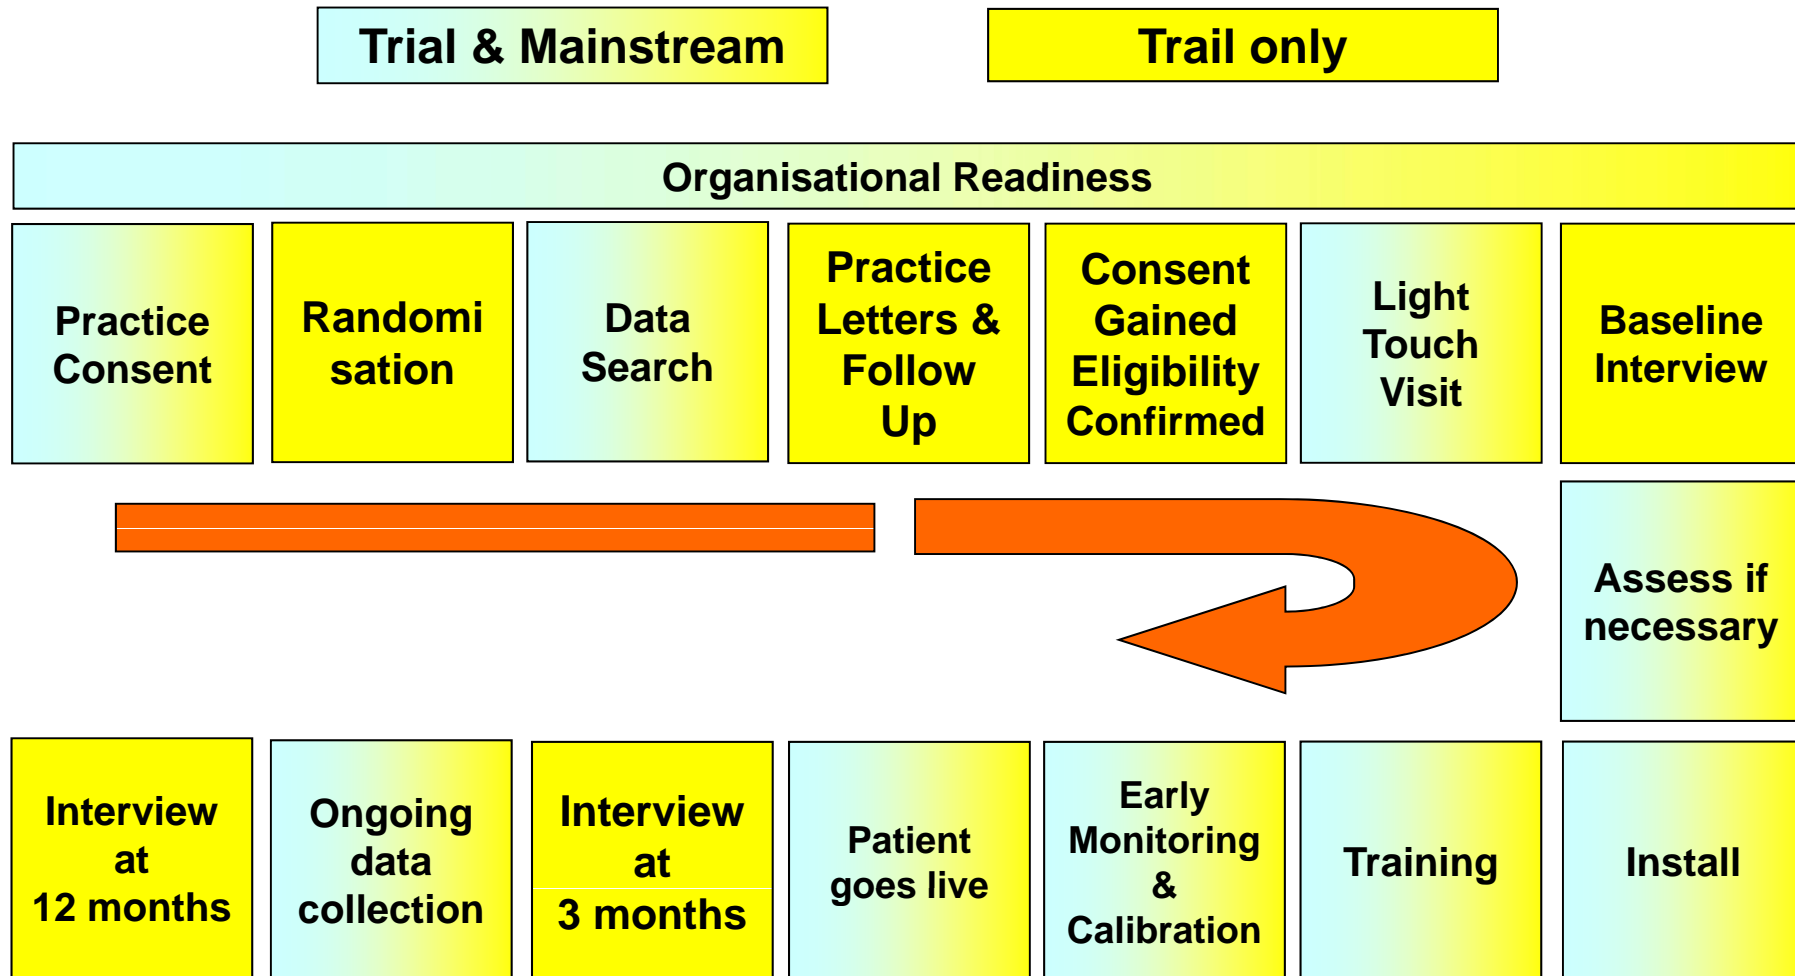 Trial & Mainstream
Trail only
Organisational Readiness
Practice
Consent
Randomi
sation
Data
Search
Practice
Letters &
Follow
Up
Consent
Gained
Eligibility
Confirmed
Light
Touch
Visit
Baseline
Interview
Assess if
necessary
Interview
at
12 months
Ongoing
data
collection
Interview
at
3 months
Patient
goes live
Early
Monitoring
&
Calibration
Training
Install